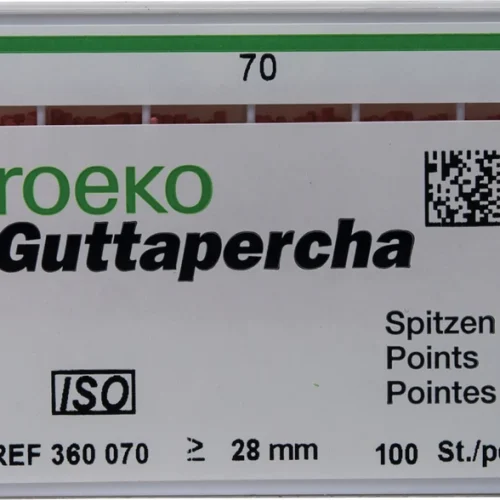 70
roeko
Guttapercha
Spitzen
Points
Pointes
ISO
REF 360 070 ≥ 28 mm 100 St./pc